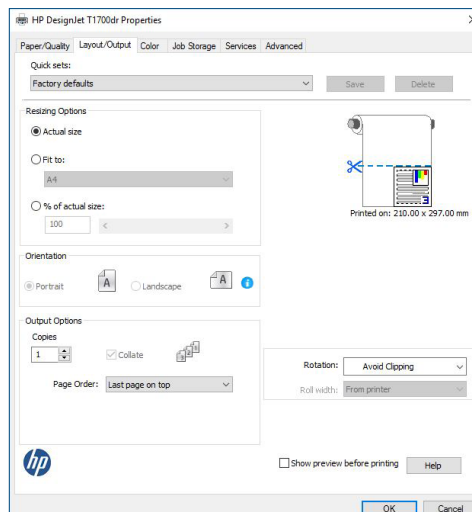 HP DesignJet T1700dr Properties
Paper/Quality Layout/Output Color Job Storage Services Advanced
Quick sets:
Factory defaults
Save Delete
Resizing Options
Actual size
Fit to:
A4
% of actual size:
100
Printed on: 210.00 x 297.00 mm
Orientation
Portrait A Landscape A i
Output Options
Copies
1 Collate
Page Order: Last page on top
Rotation: Avoid Clipping
Roll width: From printer
hp
Show preview before printing Help
OK Cancel